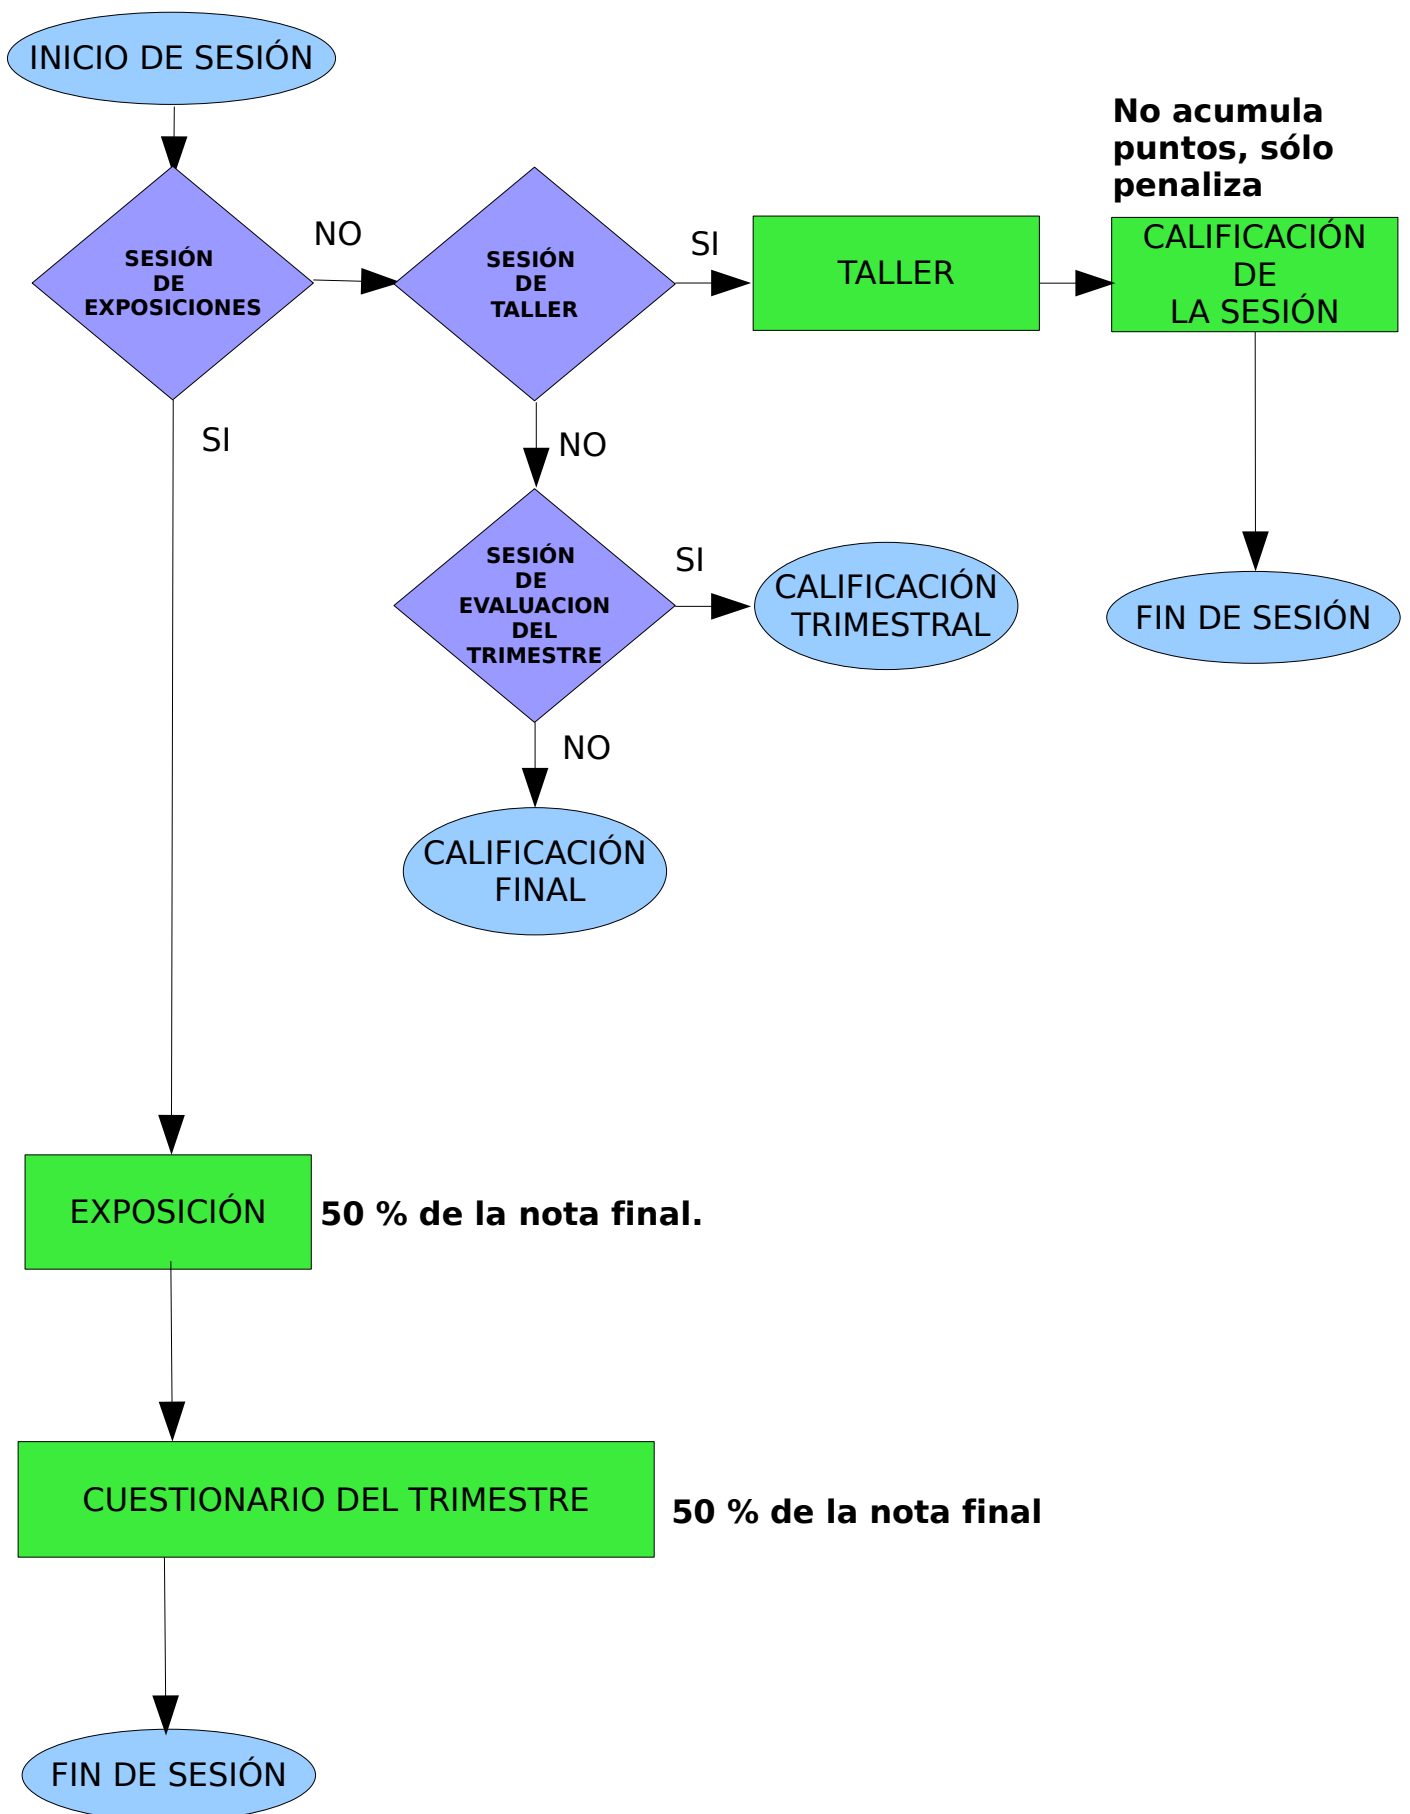 INICIO DE SESIÓN
No acumula
puntos, sólo
penaliza
SESIÓN
DE
EXPOSICIONES
NO
SESIÓN
DE
TALLER
SI
TALLER
CALIFICACIÓN
DE
LA SESIÓN
SI
NO
SESIÓN
DE
EVALUACION
DEL
TRIMESTRE
SI
CALIFICACIÓN
TRIMESTRAL
FIN DE SESIÓN
NO
CALIFICACIÓN
FINAL
EXPOSICIÓN
50 % de la nota final.
CUESTIONARIO DEL TRIMESTRE
50 % de la nota final
FIN DE SESIÓN